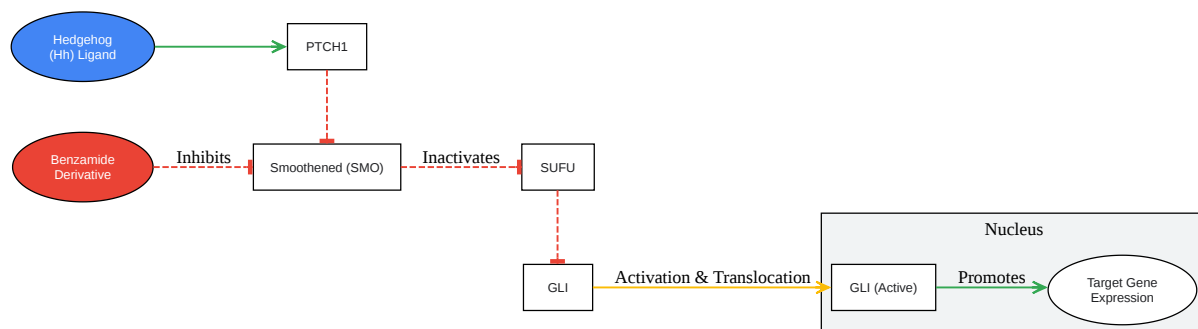 Hedgehog
(Hh) Ligand
PTCH1
Benzamide
Derivative
Inhibits
Smoothened (SMO)
Inactivates
SUFU
Nucleus
GLI
Activation & Translocation
GLI (Active)
Promotes
Target Gene
Expression